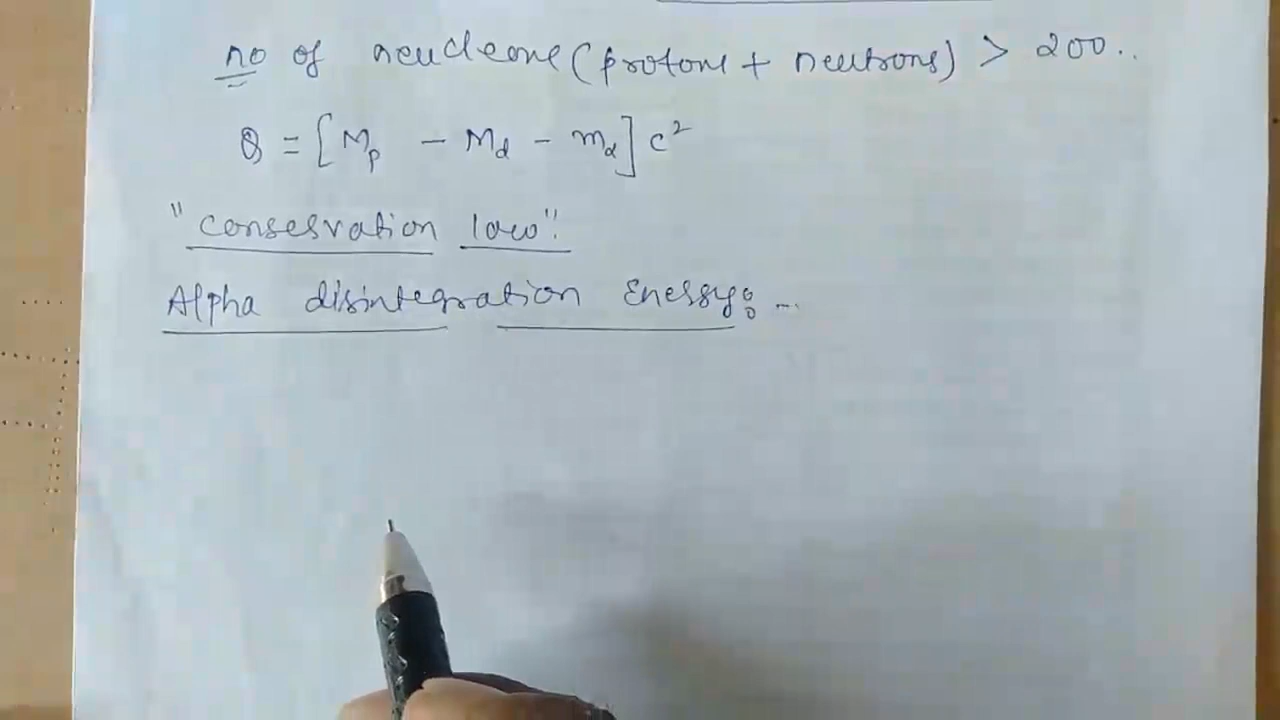 no of neucleons (protons + neutrons) > 200..
Q = [Mp - Md - mα] c²
"conservation law".
Alpha disintegration Energy: -..